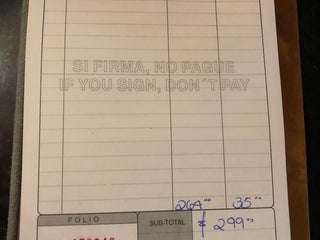 SI FIRMA, NO PAGUE
IF YOU SIGN, DON´T PAY
264 35
FOLIO SUB-TOTAL $ 299